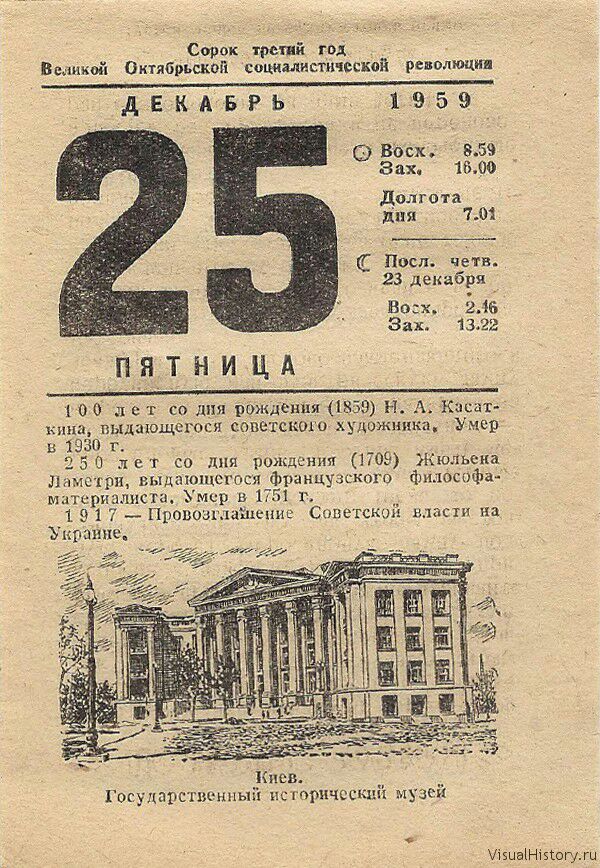 Сорок третий год
Великой Октябрьской социалистической революции
ДЕКАБРЬ 1959
25
Восх. 8.59
Зах. 16.00
Долгота
дня 7.01
Посл. четв.
23 декабря
Восх. 2.46
Зах. 13.22
ПЯТНИЦА
100 лет со дня рождения (1859) Н. А. Касат-
кина, выдающегося советского художника. Умер
в 1930 г.
250 лет со дня рождения (1709) Жюльена
Ламетри, выдающегося французского философа-
материалиста. Умер в 1751 г.
1917 — Провозглашение Советской власти на
Украине.
Киев.
Государственный исторический музей
VisualHistory.ru